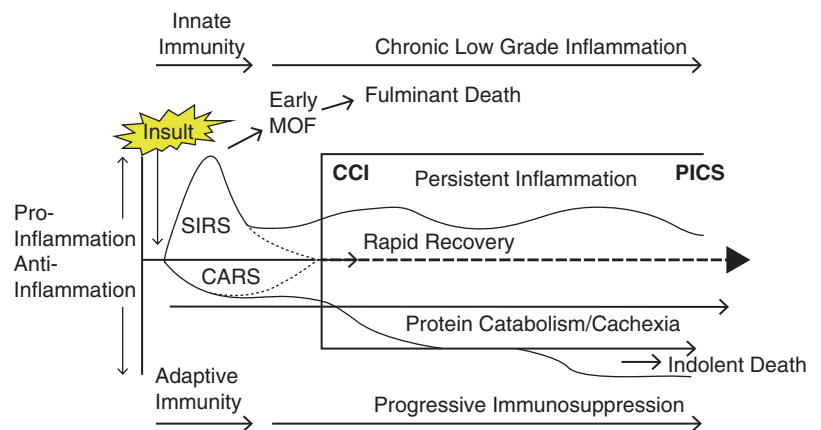 Innate
Immunity
Chronic Low Grade Inflammation
Early
MOF
Fulminant Death
Insult
CCI
PICS
Persistent Inflammation
Pro-
Inflammation
Anti-
Inflammation
SIRS
Rapid Recovery
CARS
Protein Catabolism/Cachexia
Indolent Death
Adaptive
Immunity
Progressive Immunosuppression